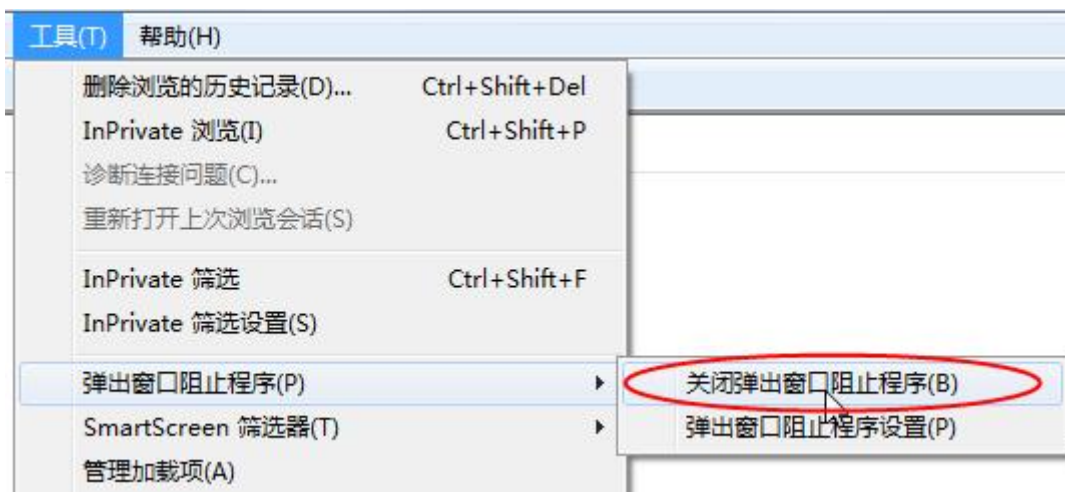 工具(T) 帮助(H)
删除浏览的历史记录(D)... Ctrl+Shift+Del
InPrivate 浏览(I) Ctrl+Shift+P
诊断连接问题(C)...
重新打开上次浏览会话(S)
InPrivate 筛选 Ctrl+Shift+F
InPrivate 筛选设置(S)
弹出窗口阻止程序(P) 关闭弹出窗口阻止程序(B)
SmartScreen 筛选器(T) 弹出窗口阻止程序设置(P)
管理加载项(A)